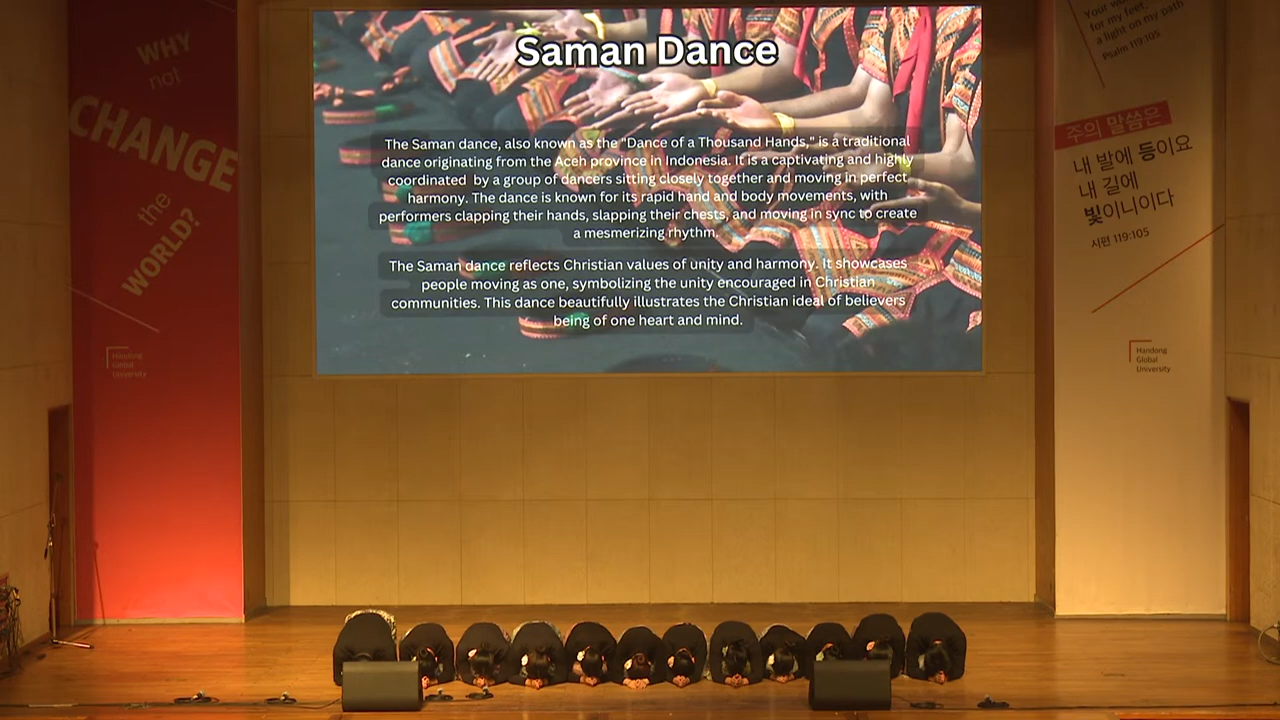 WHY
not
CHANGE
the
WORLD?
Handong
Global
University
Saman Dance
The Saman dance, also known as the "Dance of a Thousand Hands," is a traditional
dance originating from the Aceh province in Indonesia. It is a captivating and highly
coordinated by a group of dancers sitting closely together and moving in perfect
harmony. The dance is known for its rapid hand and body movements, with
performers clapping their hands, slapping their chests, and moving in sync to create
a mesmerizing rhythm.
The Saman dance reflects Christian values of unity and harmony. It showcases
people moving as one, symbolizing the unity encouraged in Christian
communities. This dance beautifully illustrates the Christian ideal of believers
being of one heart and mind.
Your wo
for my feet,
a light on my path
Psalm 119:105
주의 말씀은
내 발에 등이요
내 길에
빛이니이다
시편 119:105
Handong
Global
University